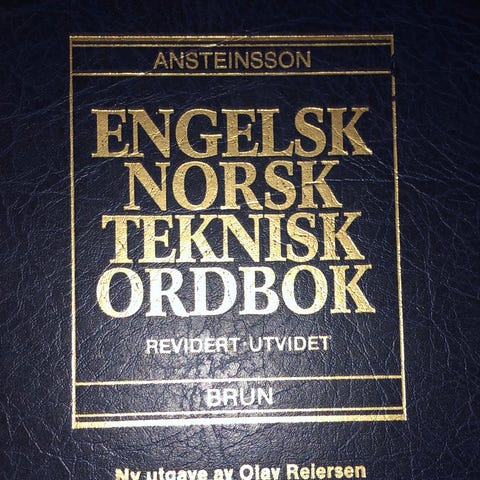 ANSTEINSSON
ENGELSK
NORSK
TEKNISK
ORDBOK
REVIDERT·UTVIDET
BRUN
Ny utgave av Olav Reiersen